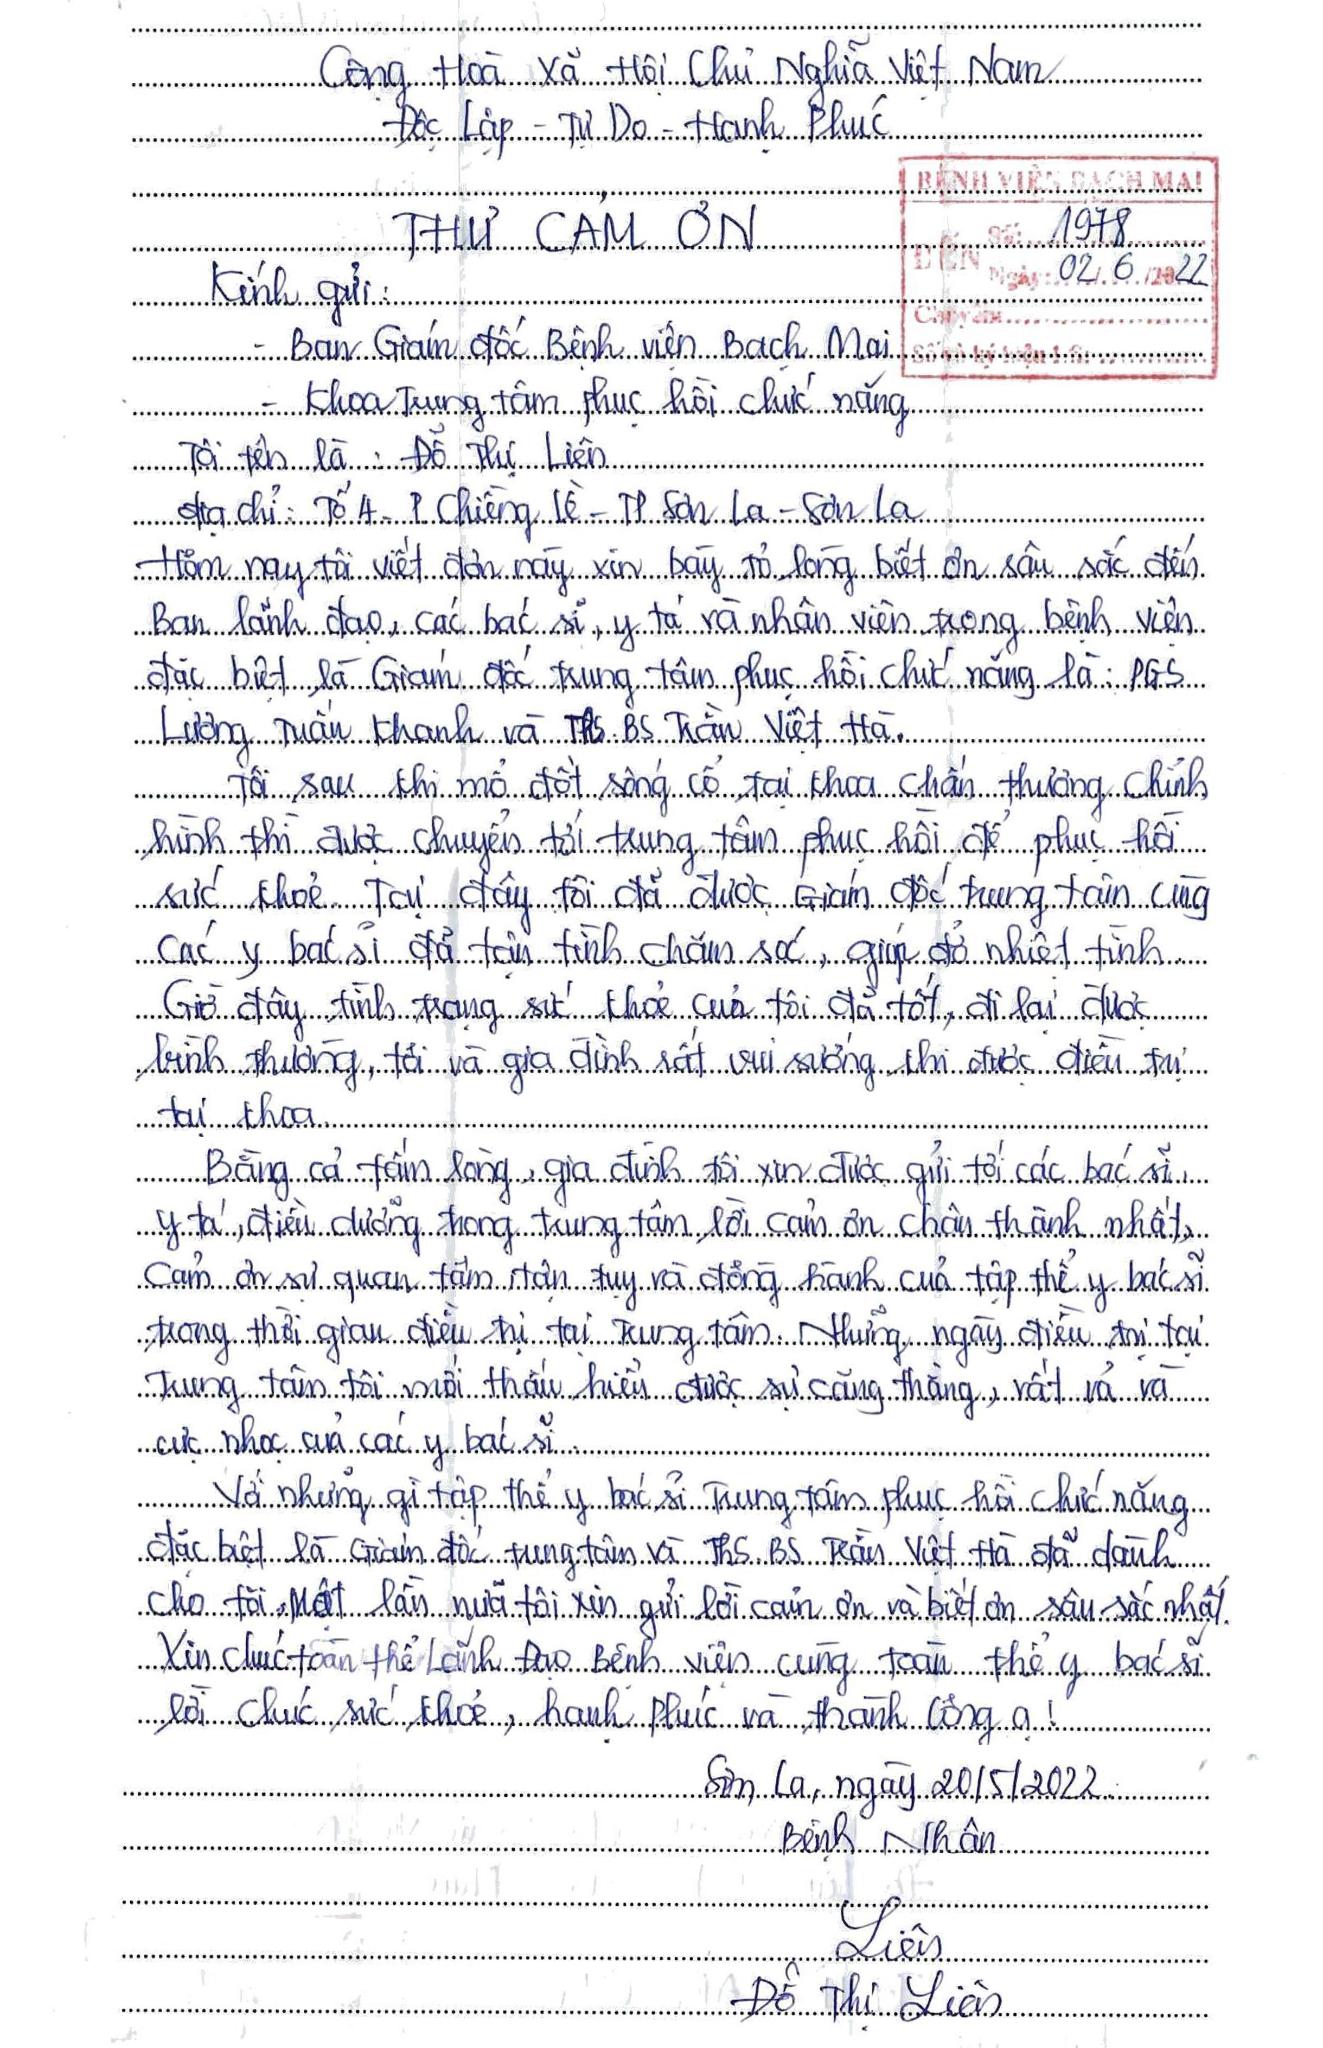 Cộng Hoà Xã Hội Chủ Nghĩa Việt Nam
Độc Lập - Tự Do - Hạnh Phúc
BỆNH VIỆN BẠCH MAI
THƯ CẢM ƠN
Số: 1978
ĐẾN
Ngày: 02/6/2022
Kính gửi:
Chuyển:
- Ban Giám đốc Bệnh viện Bạch Mai
Số và ký hiệu HS:
- Khoa Trung tâm phục hồi chức năng
Tôi tên là : Đỗ Thị Liên
địa chỉ: Tổ 4 - P Chiềng Lề - TP Sơn La - Sơn La
Hôm nay tôi viết đơn này xin bày tỏ lòng biết ơn sâu sắc đến
Ban lãnh đạo, các bác sĩ, y tá và nhân viên trong bệnh viện
đặc biệt là Giám đốc trung tâm phục hồi chức năng là: PGS
Lương Tuấn Khanh và ThS BS Trần Việt Hà.
Tôi sau khi mổ đốt sống cổ tại khoa chấn thương chỉnh
hình thì được chuyển tới trung tâm phục hồi để phục hồi
sức khoẻ. Tại đây tôi đã được Giám đốc trung tâm cùng
các y bác sĩ đã tận tình chăm sóc, giúp đỡ nhiệt tình
Giờ đây tình trạng sức khoẻ của tôi đã tốt, đi lại được
bình thường, tôi và gia đình rất vui sướng khi được điều trị
tại khoa.
Bằng cả tấm lòng, gia đình tôi xin được gửi tới các bác sĩ,
y tá, điều dưỡng trong trung tâm lời cảm ơn chân thành nhất,
Cảm ơn sự quan tâm, tận tụy và đồng hành của tập thể y bác sĩ
trong thời gian điều trị tại trung tâm. Những ngày điều trị tại
Trung tâm tôi mới thấu hiểu được sự căng thẳng, vất vả và
cực nhọc của các y bác sĩ.
Với những gì tập thể y bác sĩ Trung tâm phục hồi chức năng
đặc biệt là Giám đốc trung tâm và ThS. BS Trần Việt Hà đã dành
cho tôi, Một lần nữa tôi xin gửi lời cảm ơn và biết ơn sâu sắc nhất.
Xin chúc toàn thể Lãnh Đạo Bệnh viện cùng toàn thể y bác sĩ
lời chúc sức khoẻ, hạnh phúc và thành công ạ!
Sơn La, ngày 20/5/2022.
Bệnh Nhân
Liên
Đỗ Thị Liên